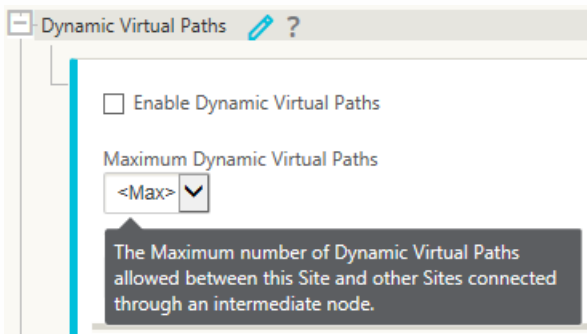 Dynamic Virtual Paths ?
Enable Dynamic Virtual Paths
Maximum Dynamic Virtual Paths
<Max>
The Maximum number of Dynamic Virtual Paths
allowed between this Site and other Sites connected
through an intermediate node.